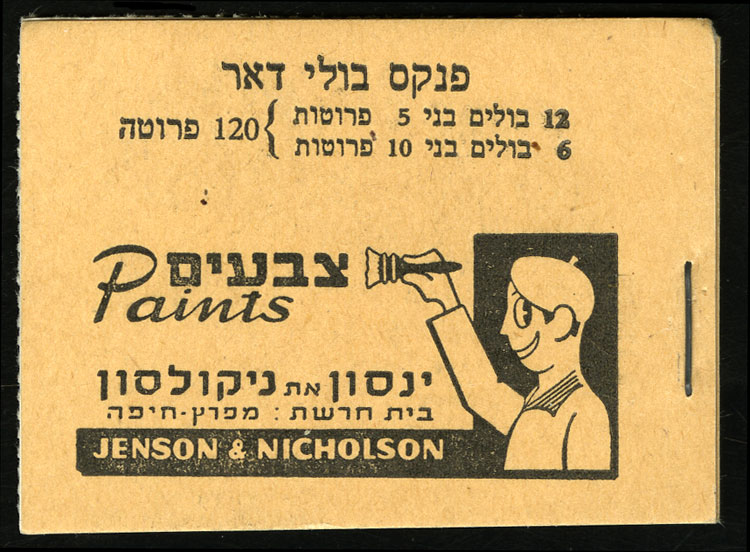 פנקס בולי דאר
12 בולים בני 5 פרוטות
6 בולים בני 10 פרוטות
} 120 פרוטה
צבעים
Paints
ינסון את ניקולסון
בית חרשת: מפרץ-חיפה
JENSON & NICHOLSON